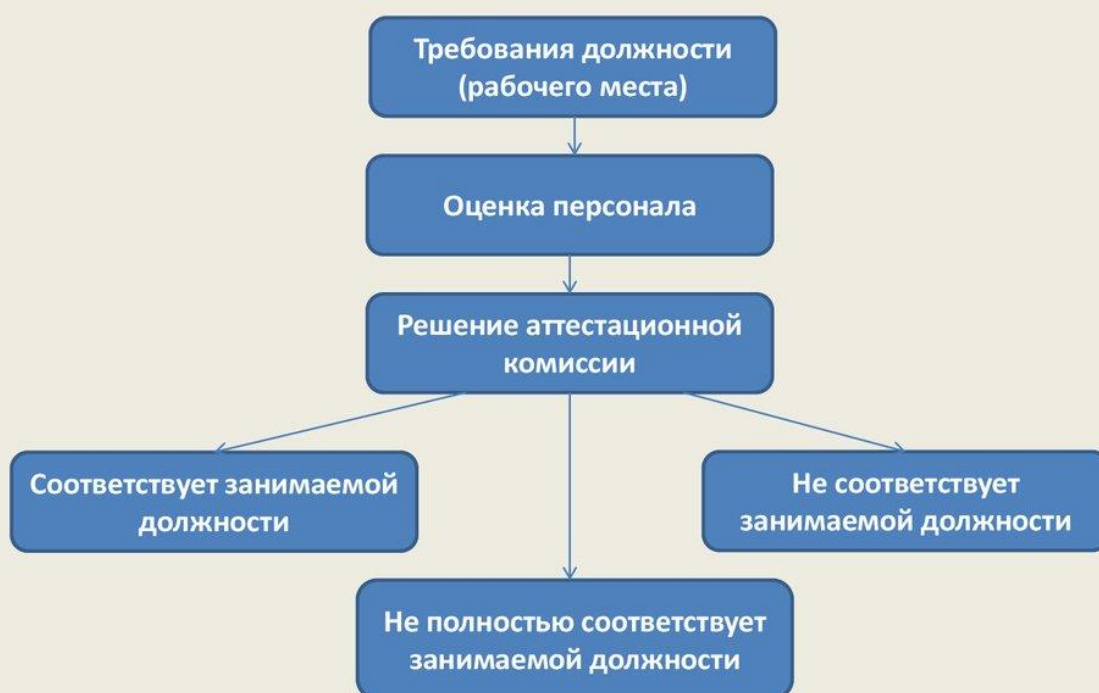 Требования должности
(рабочего места)
Оценка персонала
Решение аттестационной
комиссии
Соответствует занимаемой
должности
Не соответствует
занимаемой должности
Не полностью соответствует
занимаемой должности